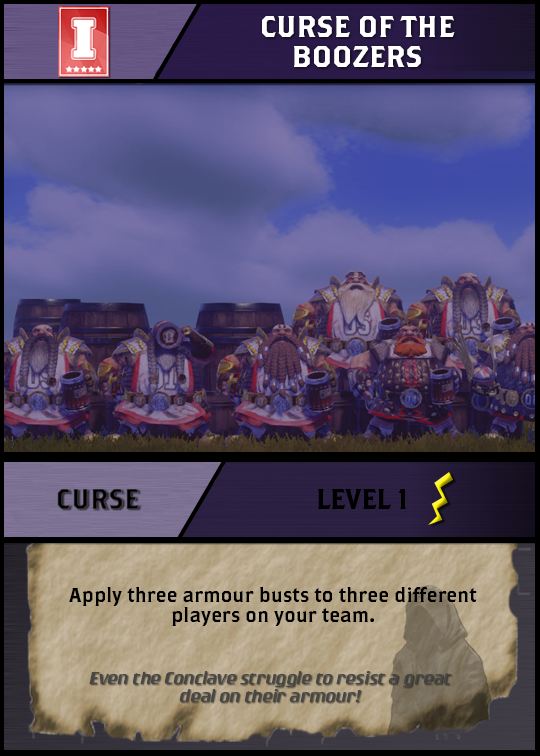 I
CURSE OF THE
BOOZERS
CURSE
LEVEL 1
Apply three armour busts to three different
players on your team.
Even the Conclave struggle to resist a great
deal on their armour!